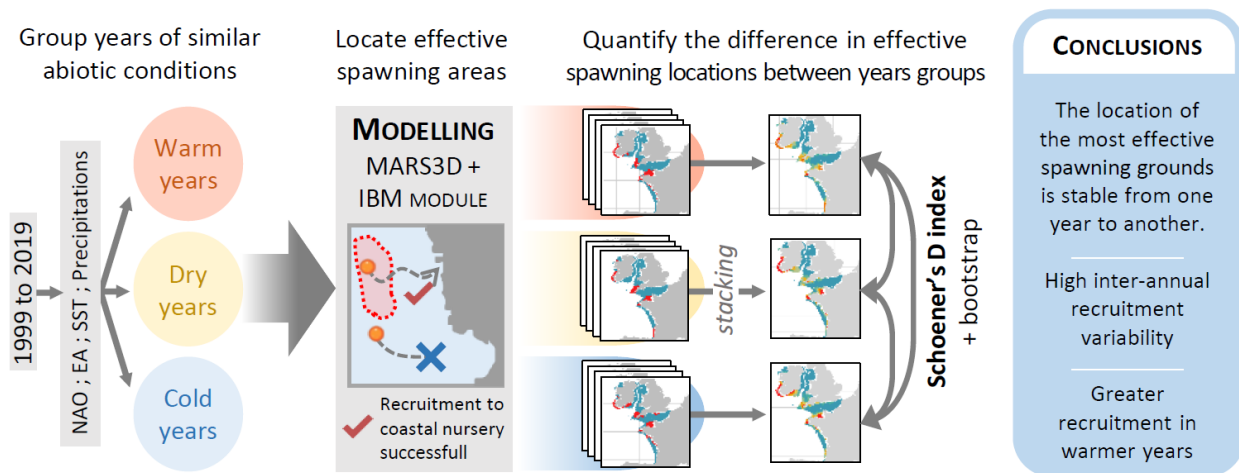 Group years of similar
abiotic conditions
1999 to 2019
NAO ; EA ; SST ; Precipitations
Warm
years
Dry
years
Cold
years
Locate effective
spawning areas
MODELLING
MARS3D +
IBM MODULE
Recruitment to
coastal nursery
successfull
Quantify the difference in effective
spawning locations between years groups
stacking
Schoener's D index
+ bootstrap
CONCLUSIONS
The location of
the most effective
spawning grounds
is stable from one
year to another.
High inter-annual
recruitment
variability
Greater
recruitment in
warmer years